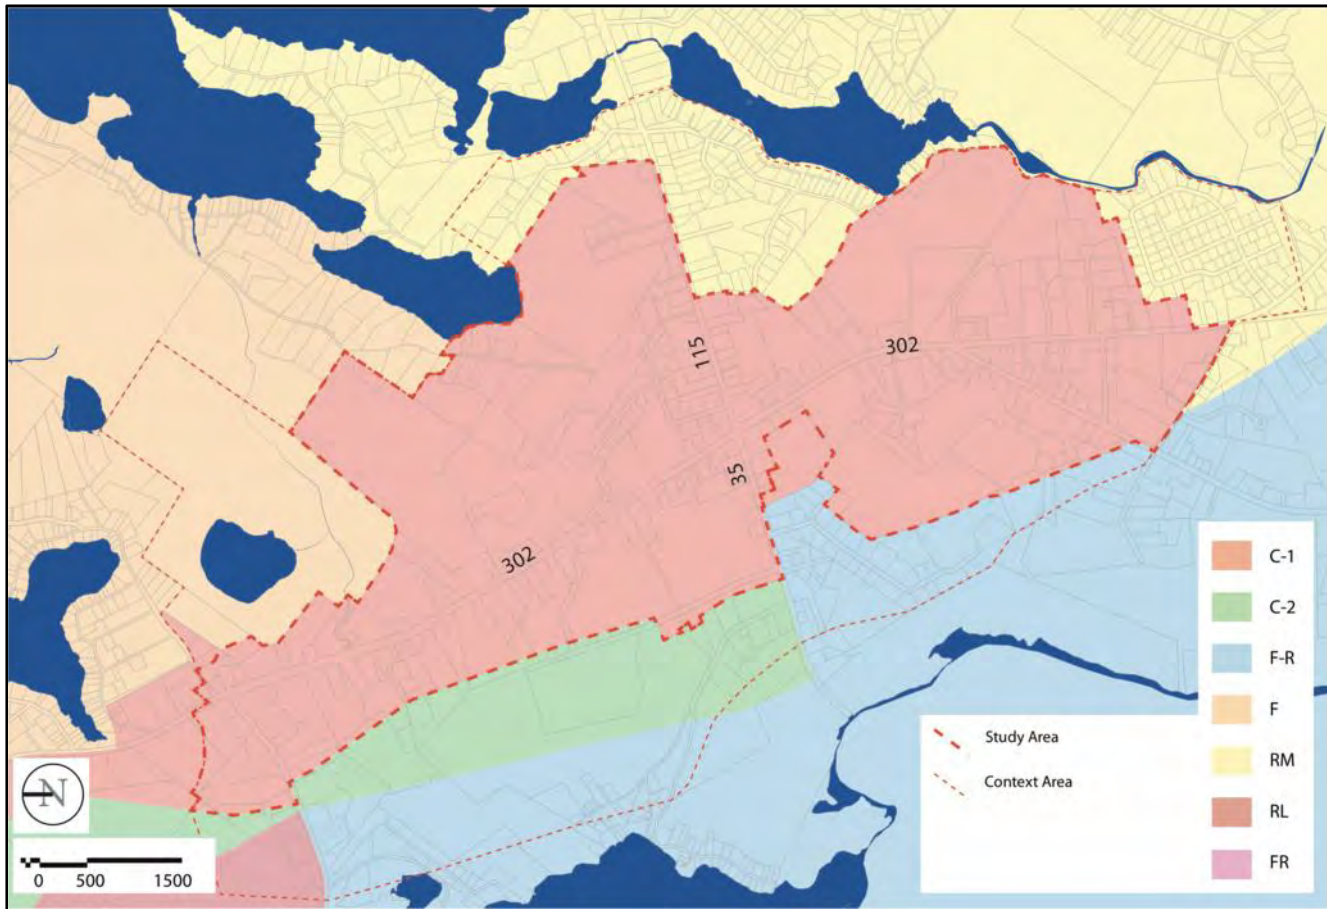 115
302
35
302
C-1
C-2
F-R
F
RM
RL
FR
Study Area
Context Area
N
0 500 1500